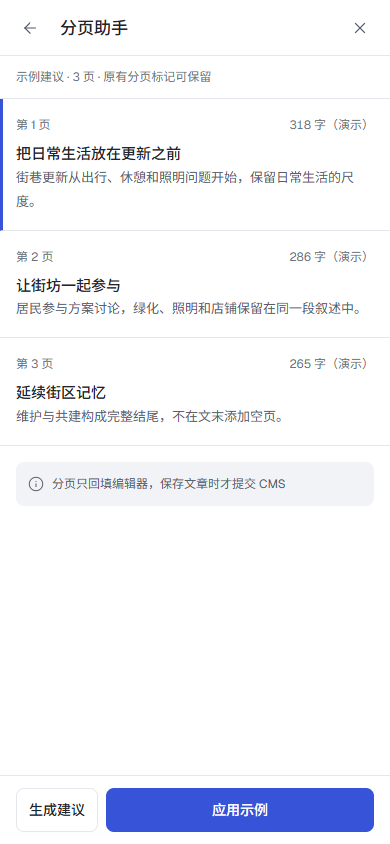 分页助手
示例建议 · 3 页 · 原有分页标记可保留
第 1 页
318 字（演示）
把日常生活放在更新之前
街巷更新从出行、休憩和照明问题开始，保留日常生活的尺
度。
第 2 页
286 字（演示）
让街坊一起参与
居民参与方案讨论，绿化、照明和店铺保留在同一段叙述中。
第 3 页
265 字（演示）
延续街区记忆
维护与共建构成完整结尾，不在文末添加空页。
分页只回填编辑器，保存文章时才提交 CMS
生成建议
应用示例